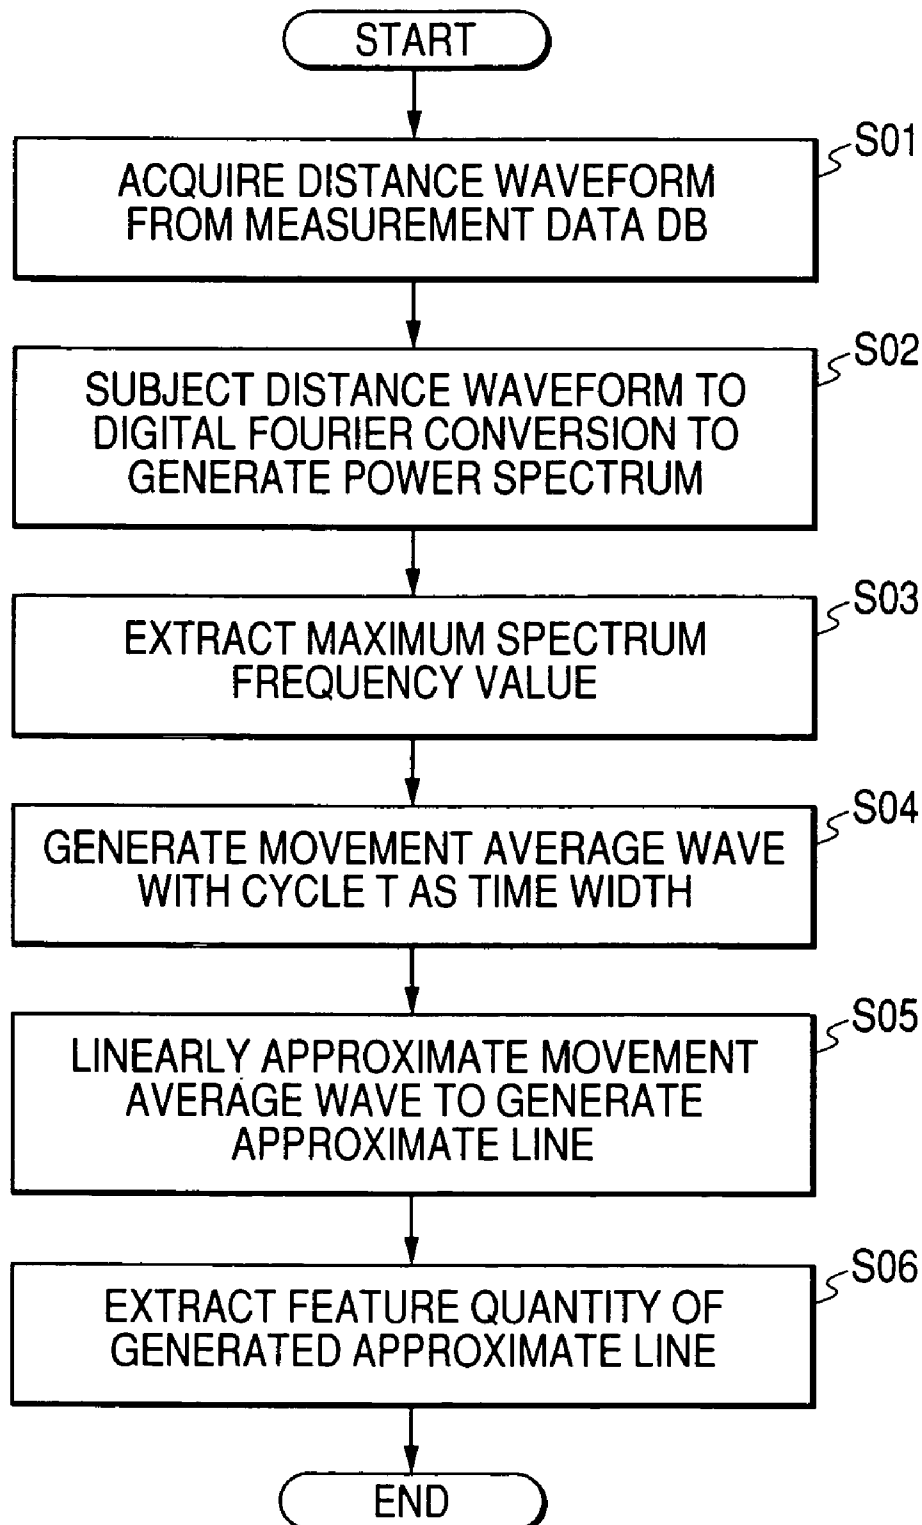 START
S01
ACQUIRE DISTANCE WAVEFORM
FROM MEASUREMENT DATA DB
S02
SUBJECT DISTANCE WAVEFORM TO
DIGITAL FOURIER CONVERSION TO
GENERATE POWER SPECTRUM
S03
EXTRACT MAXIMUM SPECTRUM
FREQUENCY VALUE
S04
GENERATE MOVEMENT AVERAGE WAVE
WITH CYCLE T AS TIME WIDTH
S05
LINEARLY APPROXIMATE MOVEMENT
AVERAGE WAVE TO GENERATE
APPROXIMATE LINE
S06
EXTRACT FEATURE QUANTITY OF
GENERATED APPROXIMATE LINE
END